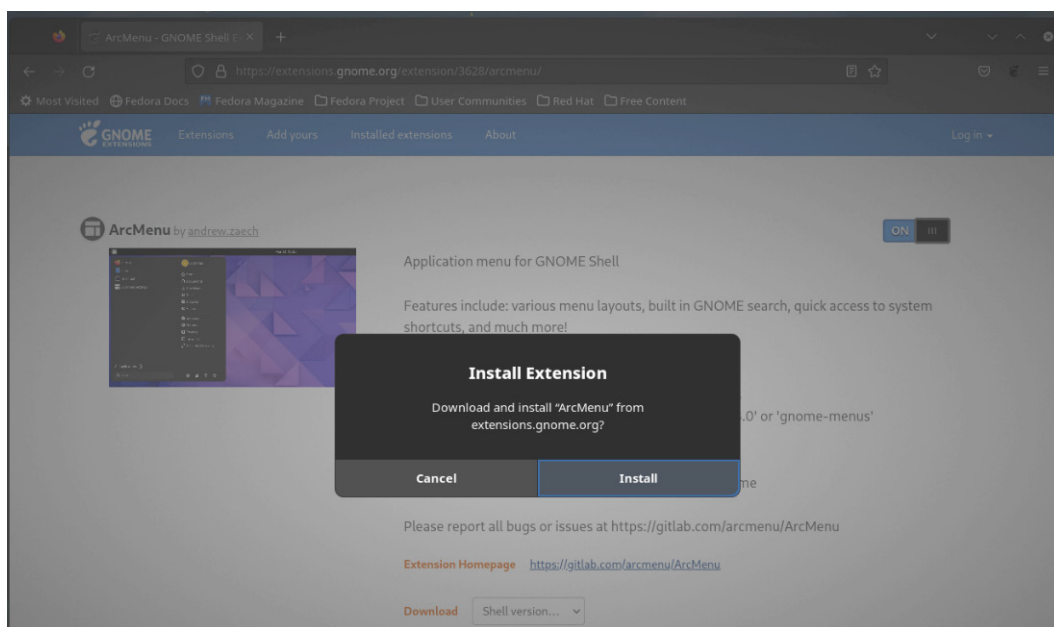 ArcMenu - GNOME Shell Ex
https://extensions.gnome.org/extension/3628/arcmenu/
Most Visited Fedora Docs Fedora Magazine Fedora Project User Communities Red Hat Free Content
GNOME EXTENSIONS Extensions Add yours Installed extensions About Log in
ArcMenu by andrew.zaech
ON
Application menu for GNOME Shell
Features include: various menu layouts, built in GNOME search, quick access to system
shortcuts, and much more!
Install Extension
Download and install “ArcMenu” from
extensions.gnome.org?
.0' or 'gnome-menus'
Cancel Install
me
Please report all bugs or issues at https://gitlab.com/arcmenu/ArcMenu
Extension Homepage https://gitlab.com/arcmenu/ArcMenu
Download Shell version...